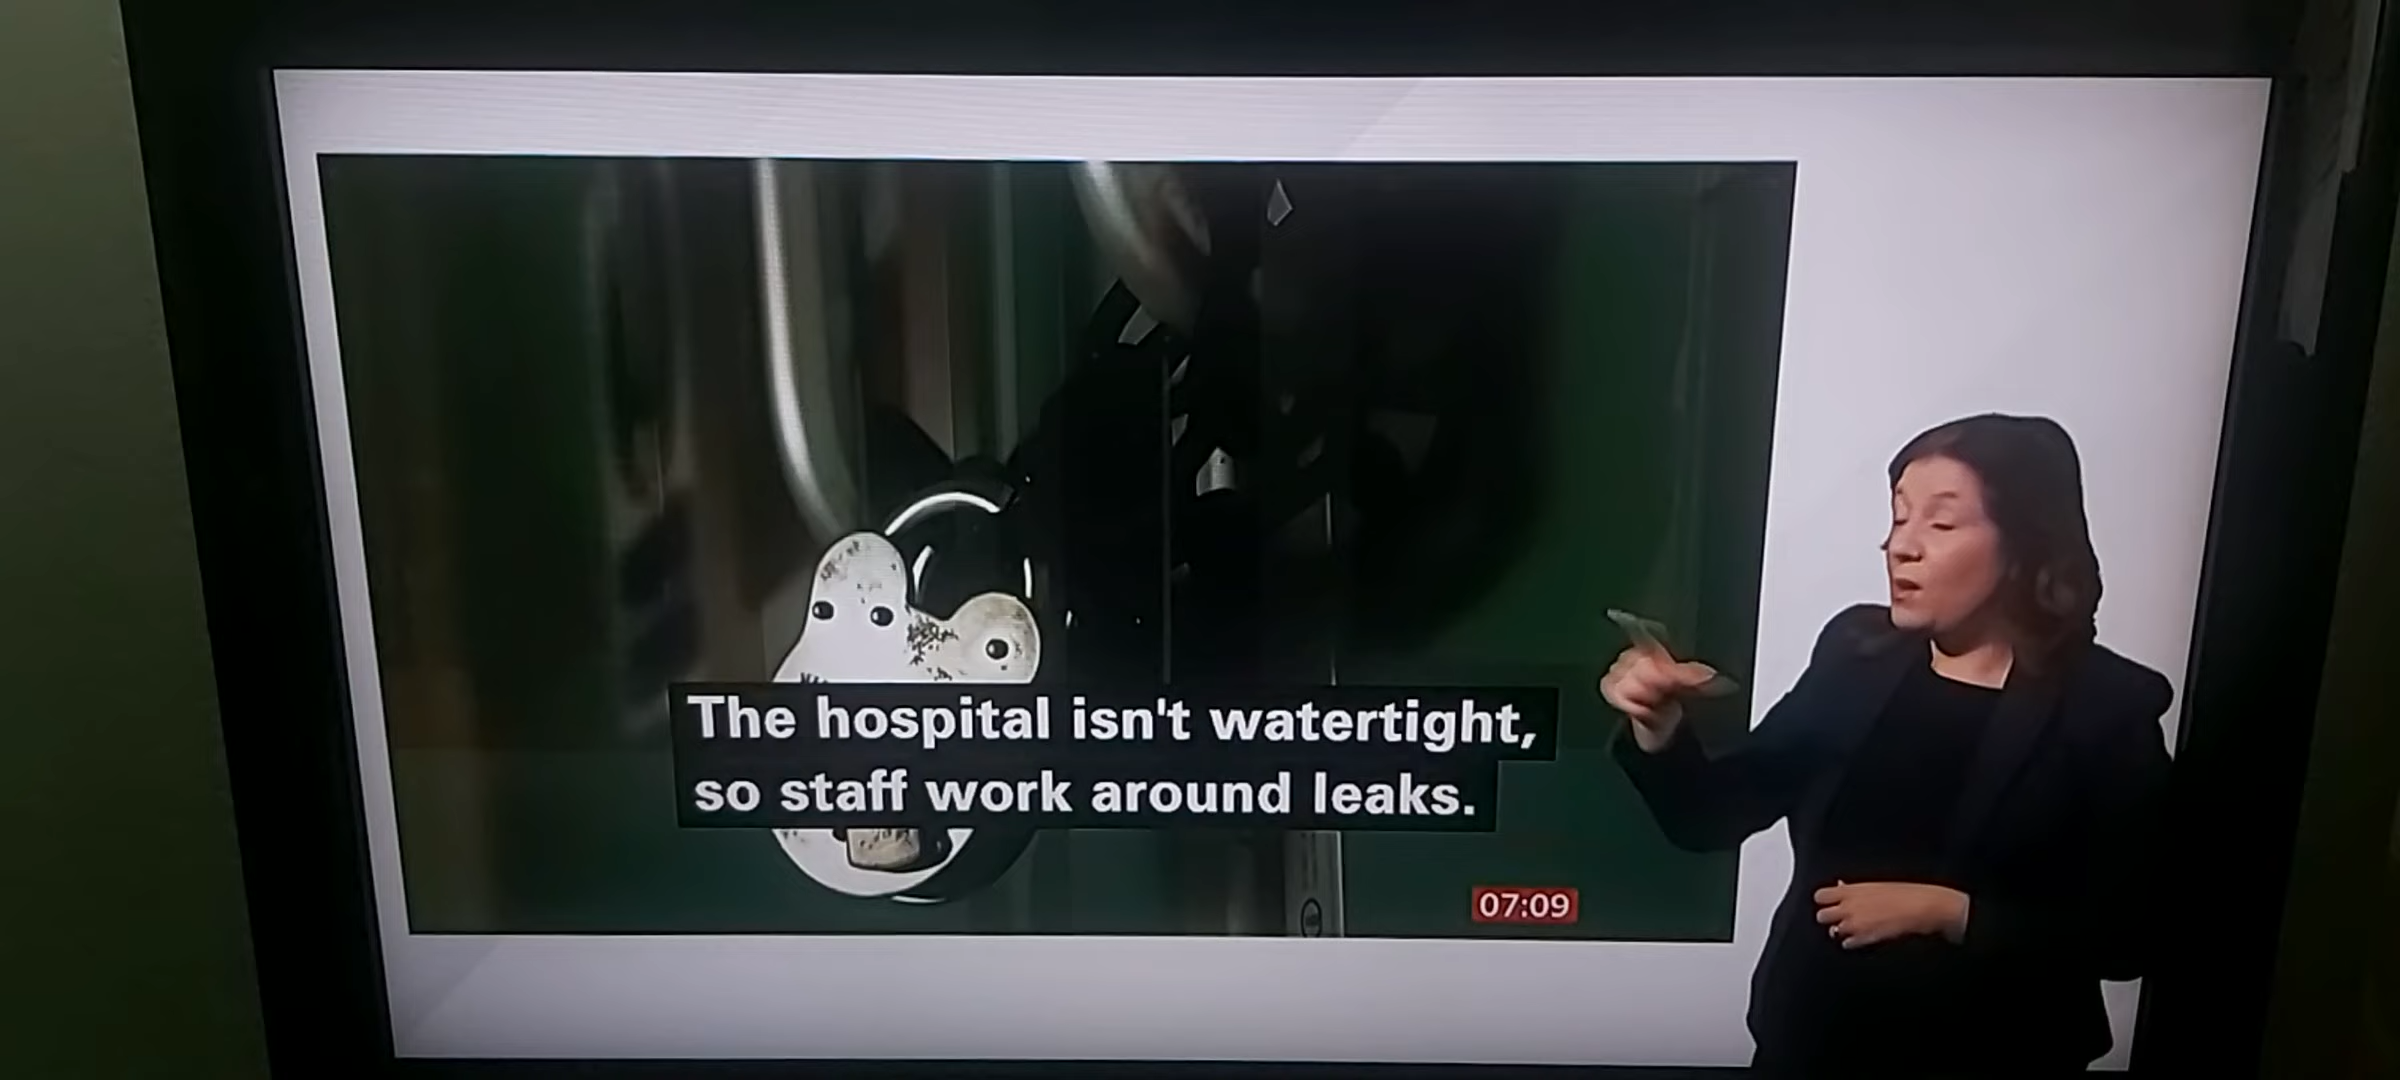 The hospital isn't watertight,
so staff work around leaks.
07:09